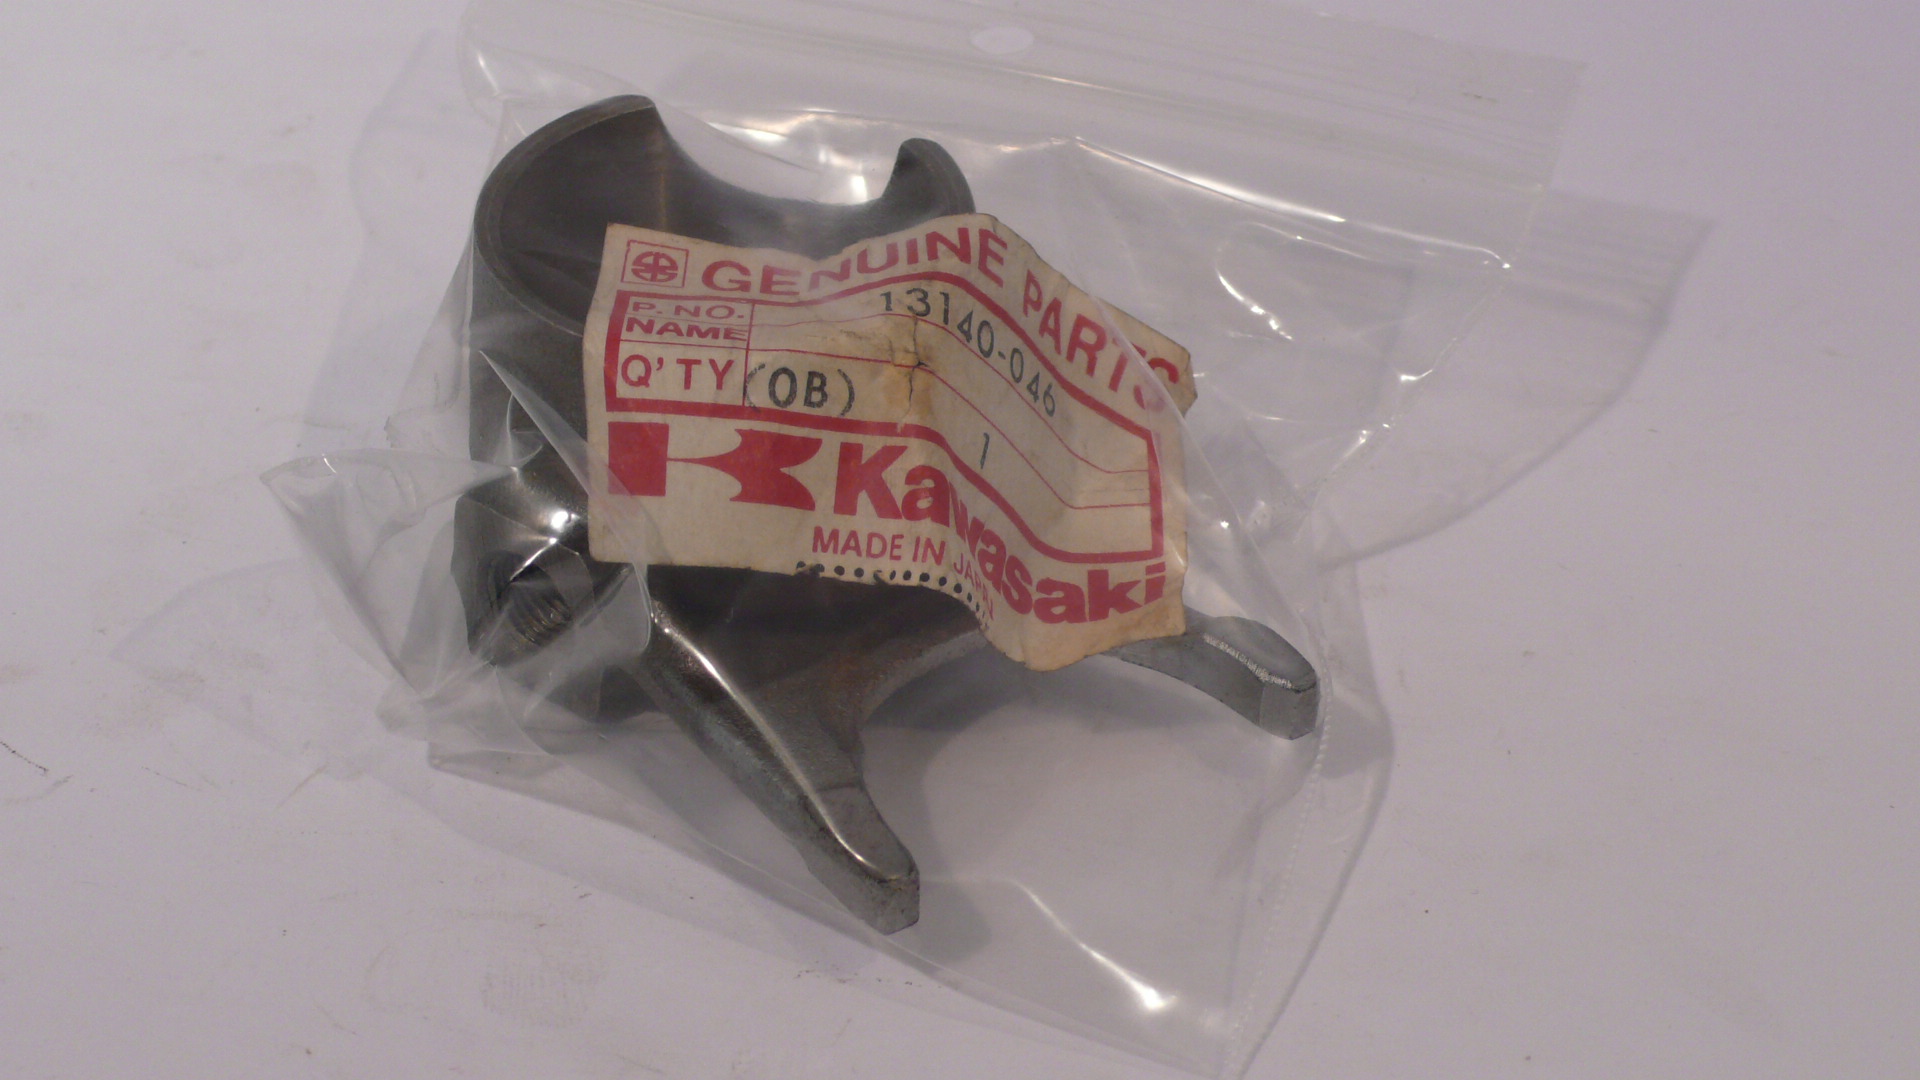 GENUINE PARTS
P. NO. 13140-046
NAME
Q'TY (OB) 1
Kawasaki
MADE IN JAPAN